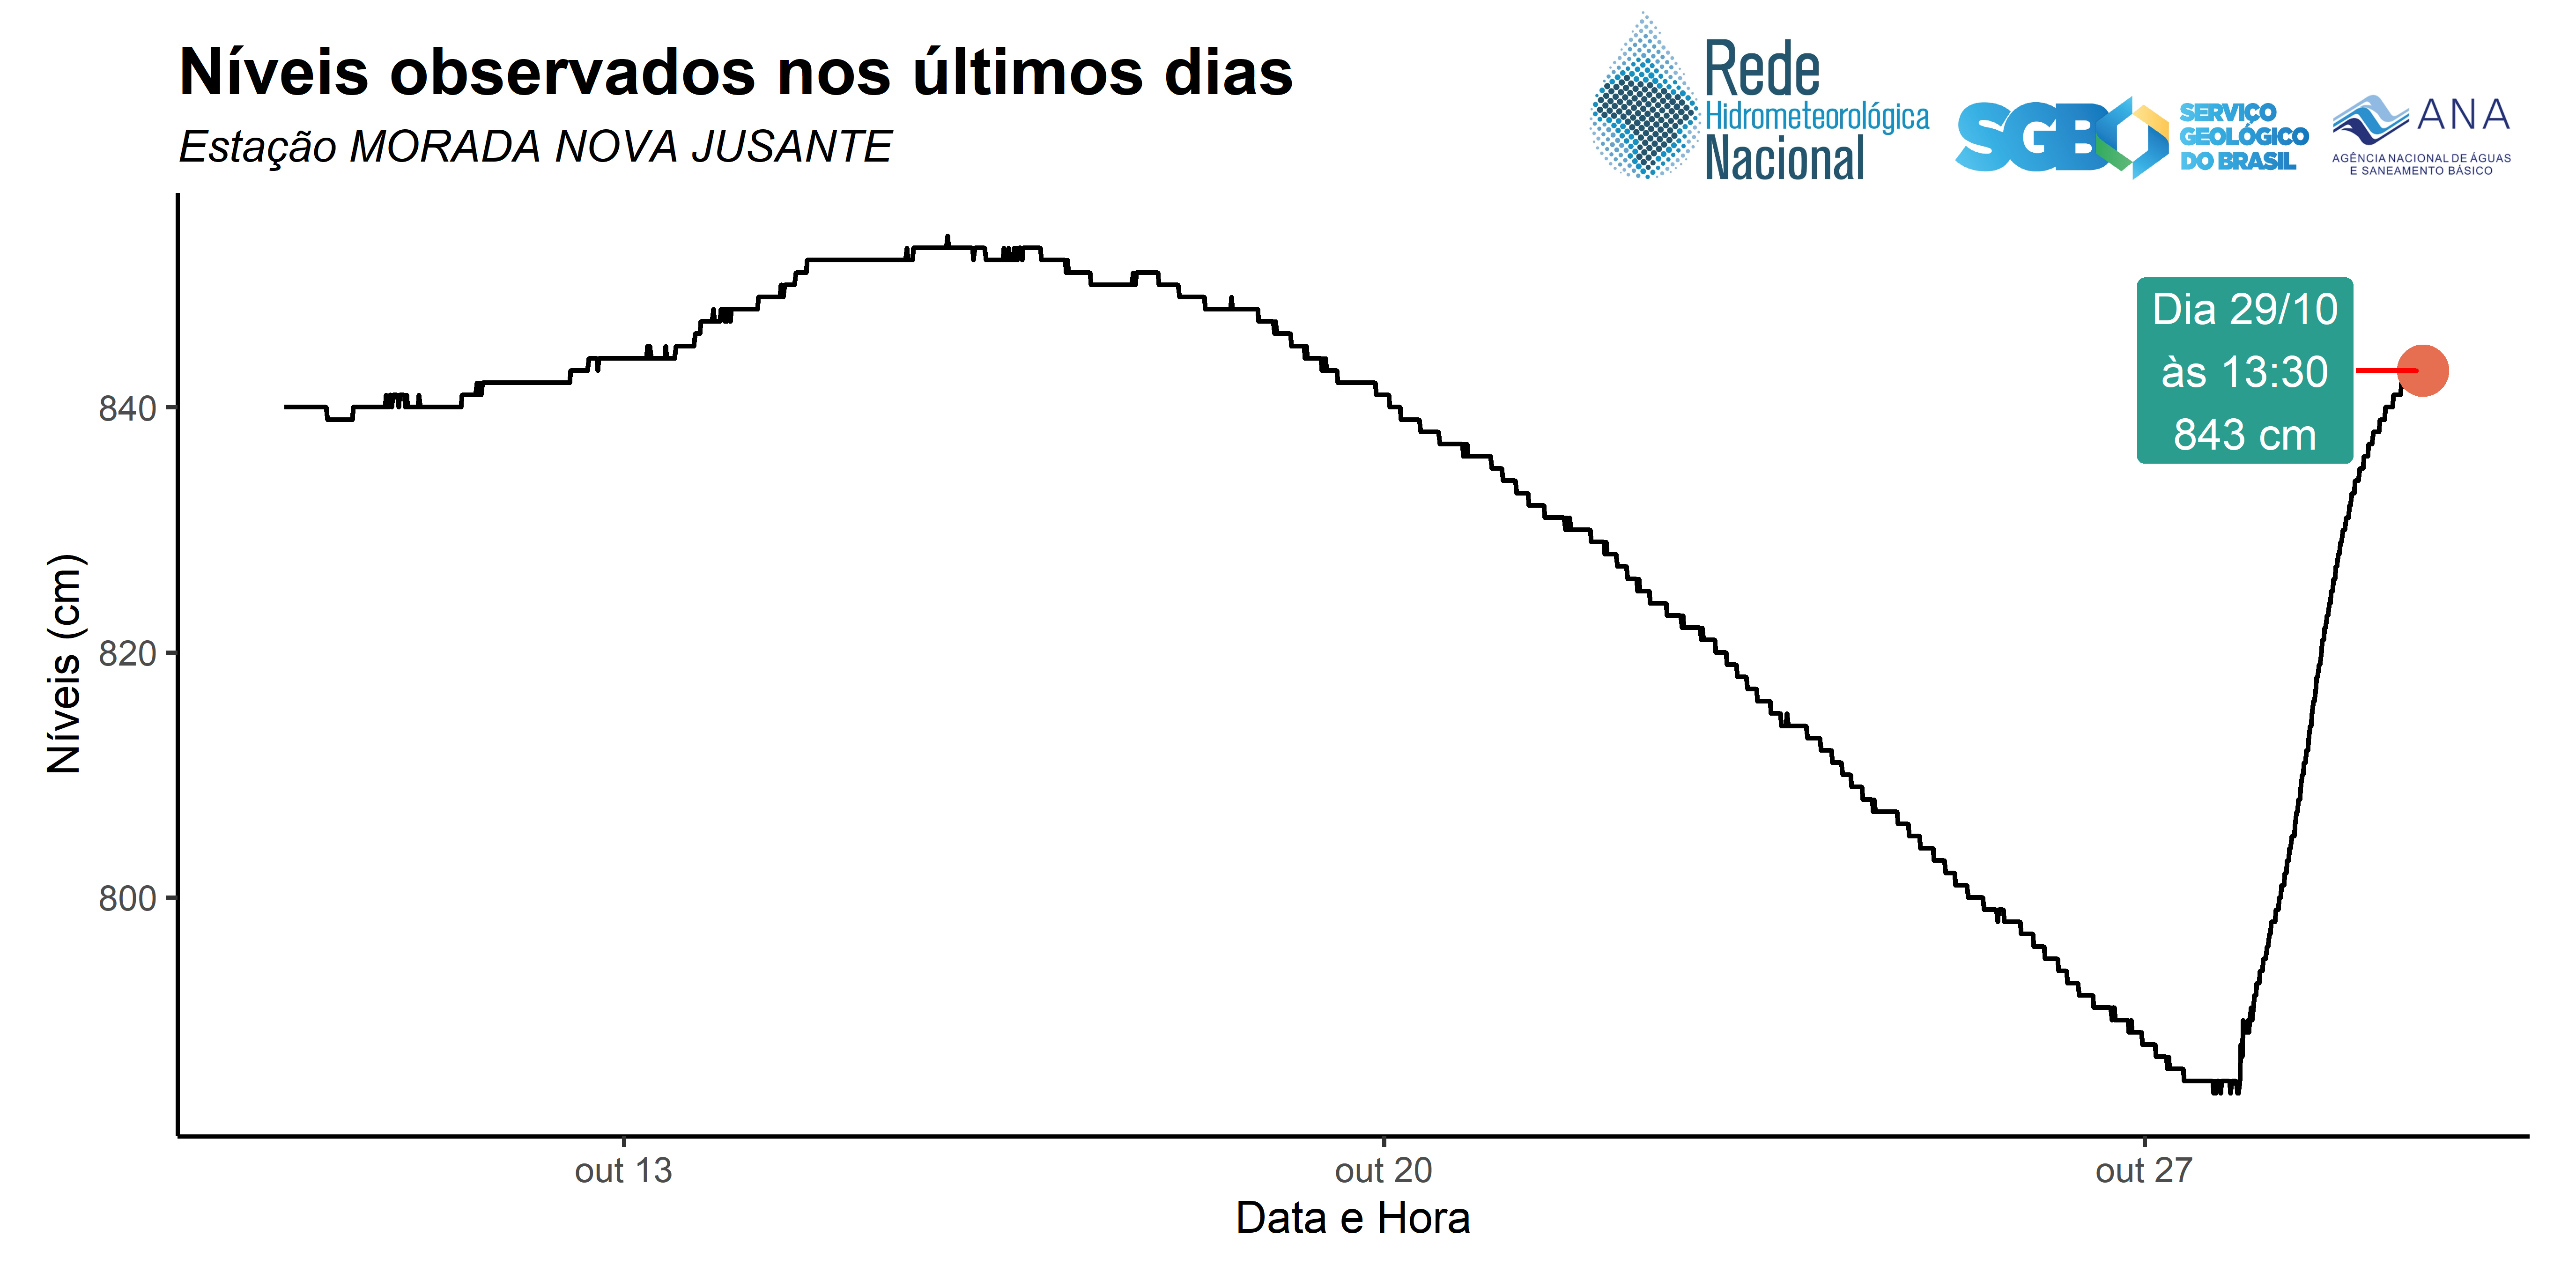 Níveis observados nos últimos dias
Estação MORADA NOVA JUSANTE
Rede
Hidrometeorológica
Nacional
SGB
SERVIÇO
GEOLÓGICO
DO BRASIL
ANA
AGÊNCIA NACIONAL DE ÁGUAS
E SANEAMENTO BÁSICO
Dia 29/10
às 13:30
843 cm
Níveis (cm)
840
820
800
out 13
out 20
out 27
Data e Hora